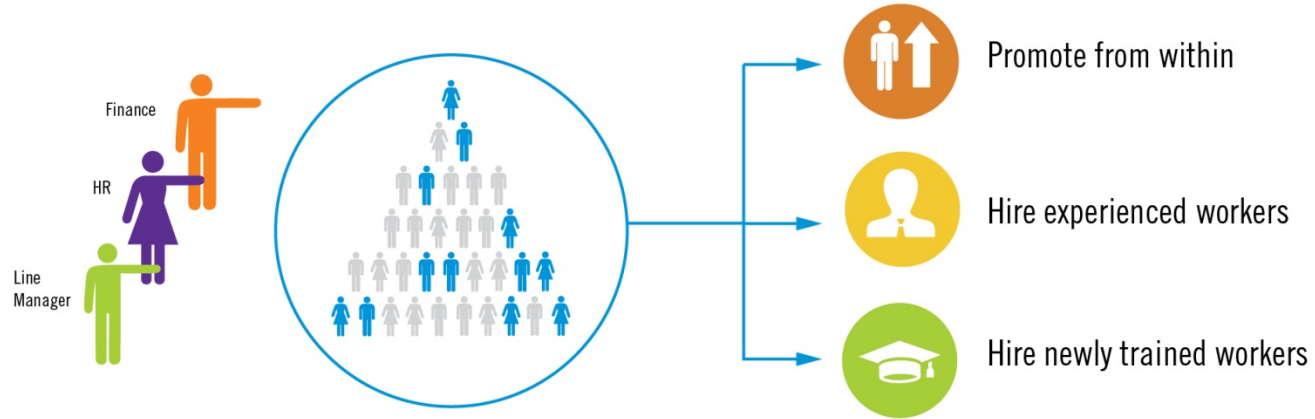 Finance
HR
Line
Manager
Promote from within
Hire experienced workers
Hire newly trained workers